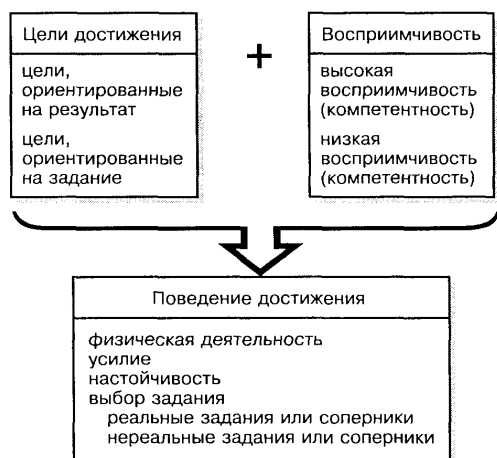 Цели достижения
цели,
ориентированные
на результат
цели,
ориентированные
на задание
+
Восприимчивость
высокая
восприимчивость
(компетентность)
низкая
восприимчивость
(компетентность)
Поведение достижения
физическая деятельность
усилие
настойчивость
выбор задания
реальные задания или соперники
нереальные задания или соперники